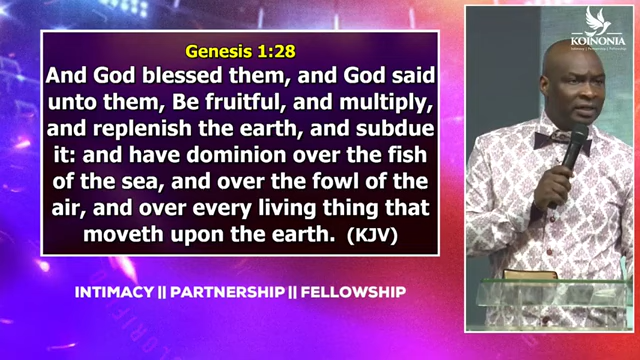 Genesis 1:28
And God blessed them, and God said
unto them, Be fruitful, and multiply,
and replenish the earth, and subdue
it: and have dominion over the fish
of the sea, and over the fowl of the
air, and over every living thing that
moveth upon the earth. (KJV)
INTIMACY || PARTNERSHIP || FELLOWSHIP
KOINONIA